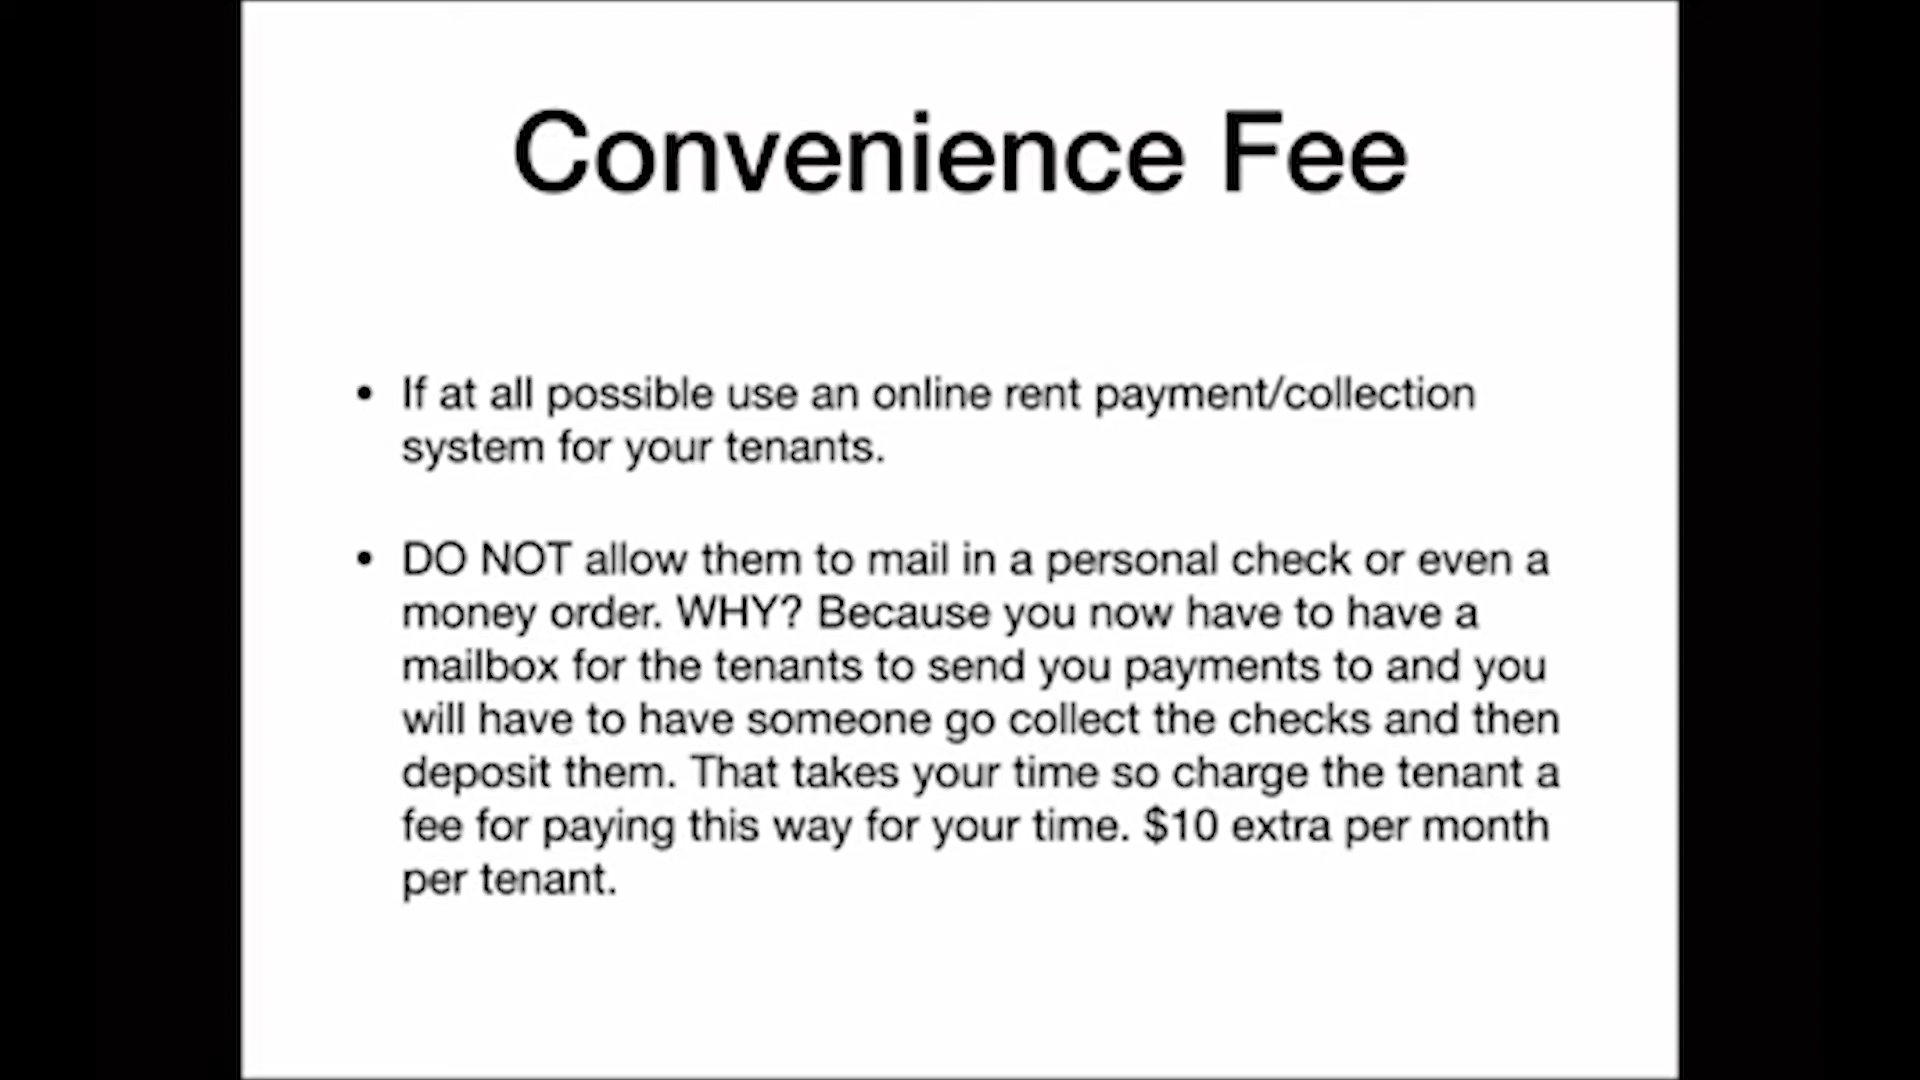 Convenience Fee
• If at all possible use an online rent payment/collection
system for your tenants.
• DO NOT allow them to mail in a personal check or even a
money order. WHY? Because you now have to have a
mailbox for the tenants to send you payments to and you
will have to have someone go collect the checks and then
deposit them. That takes your time so charge the tenant a
fee for paying this way for your time. $10 extra per month
per tenant.